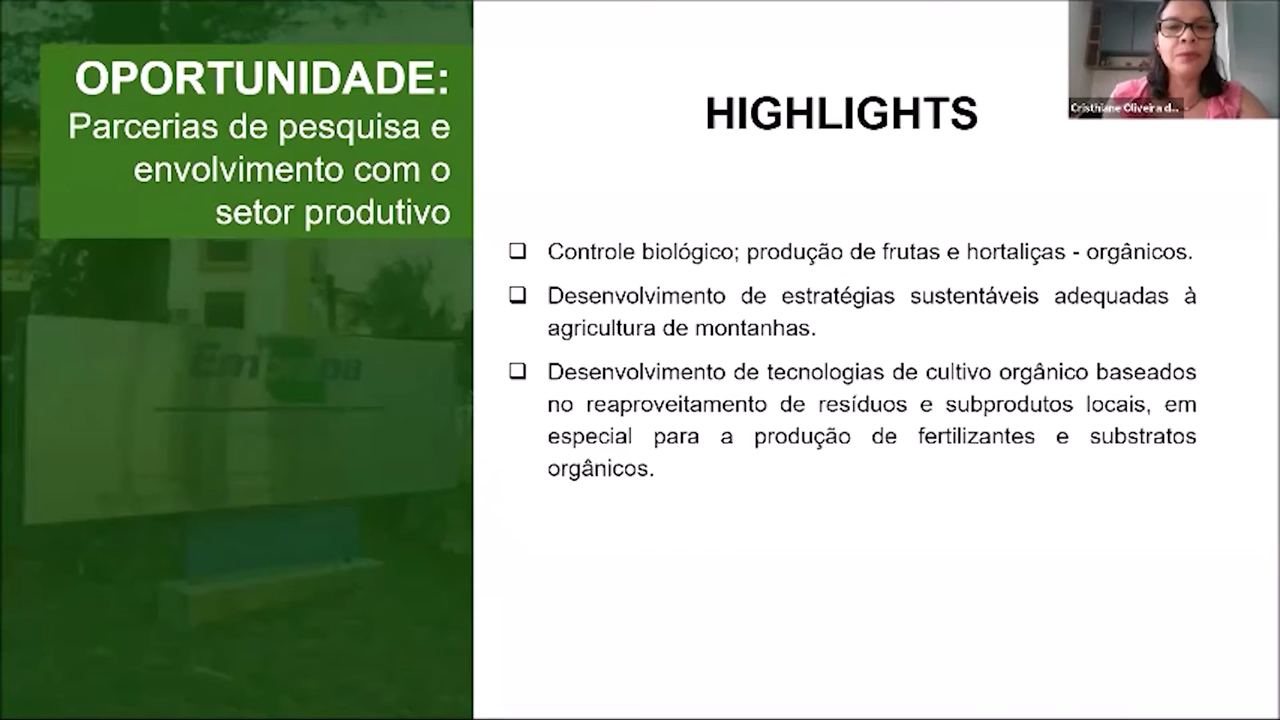 OPORTUNIDADE:
Parcerias de pesquisa e
envolvimento com o
setor produtivo
HIGHLIGHTS
Cristhiane Oliveira d...
Controle biológico; produção de frutas e hortaliças - orgânicos.
Desenvolvimento de estratégias sustentáveis adequadas à
agricultura de montanhas.
Desenvolvimento de tecnologias de cultivo orgânico baseados
no reaproveitamento de resíduos e subprodutos locais, em
especial para a produção de fertilizantes e substratos
orgânicos.